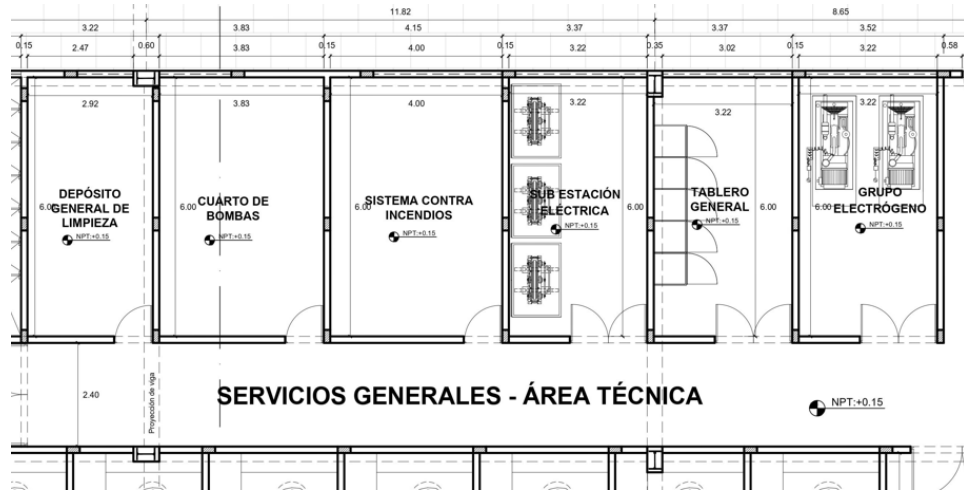 11.82
8.65
3.22
3.83
4.15
3.37
3.37
3.52
0.15
2.47
0.60
3.83
0.15
4.00
0.15
3.22
0.35
3.02
0.15
3.22
0.58
2.92
3.83
4.00
3.22
3.22
3.22
DEPÓSITO
GENERAL DE
LIMPIEZA
6.00
NPT:+0.15
CUARTO DE
BOMBAS
6.00
NPT:+0.15
SISTEMA CONTRA
INCENDIOS
6.00
NPT:+0.15
SUB ESTACIÓN
ELÉCTRICA
6.00
NPT:+0.15
TABLERO
GENERAL
6.00
NPT:+0.15
GRUPO
ELECTRÓGENO
6.00
NPT:+0.15
2.40
Proyección de viga
SERVICIOS GENERALES - ÁREA TÉCNICA
NPT:+0.15